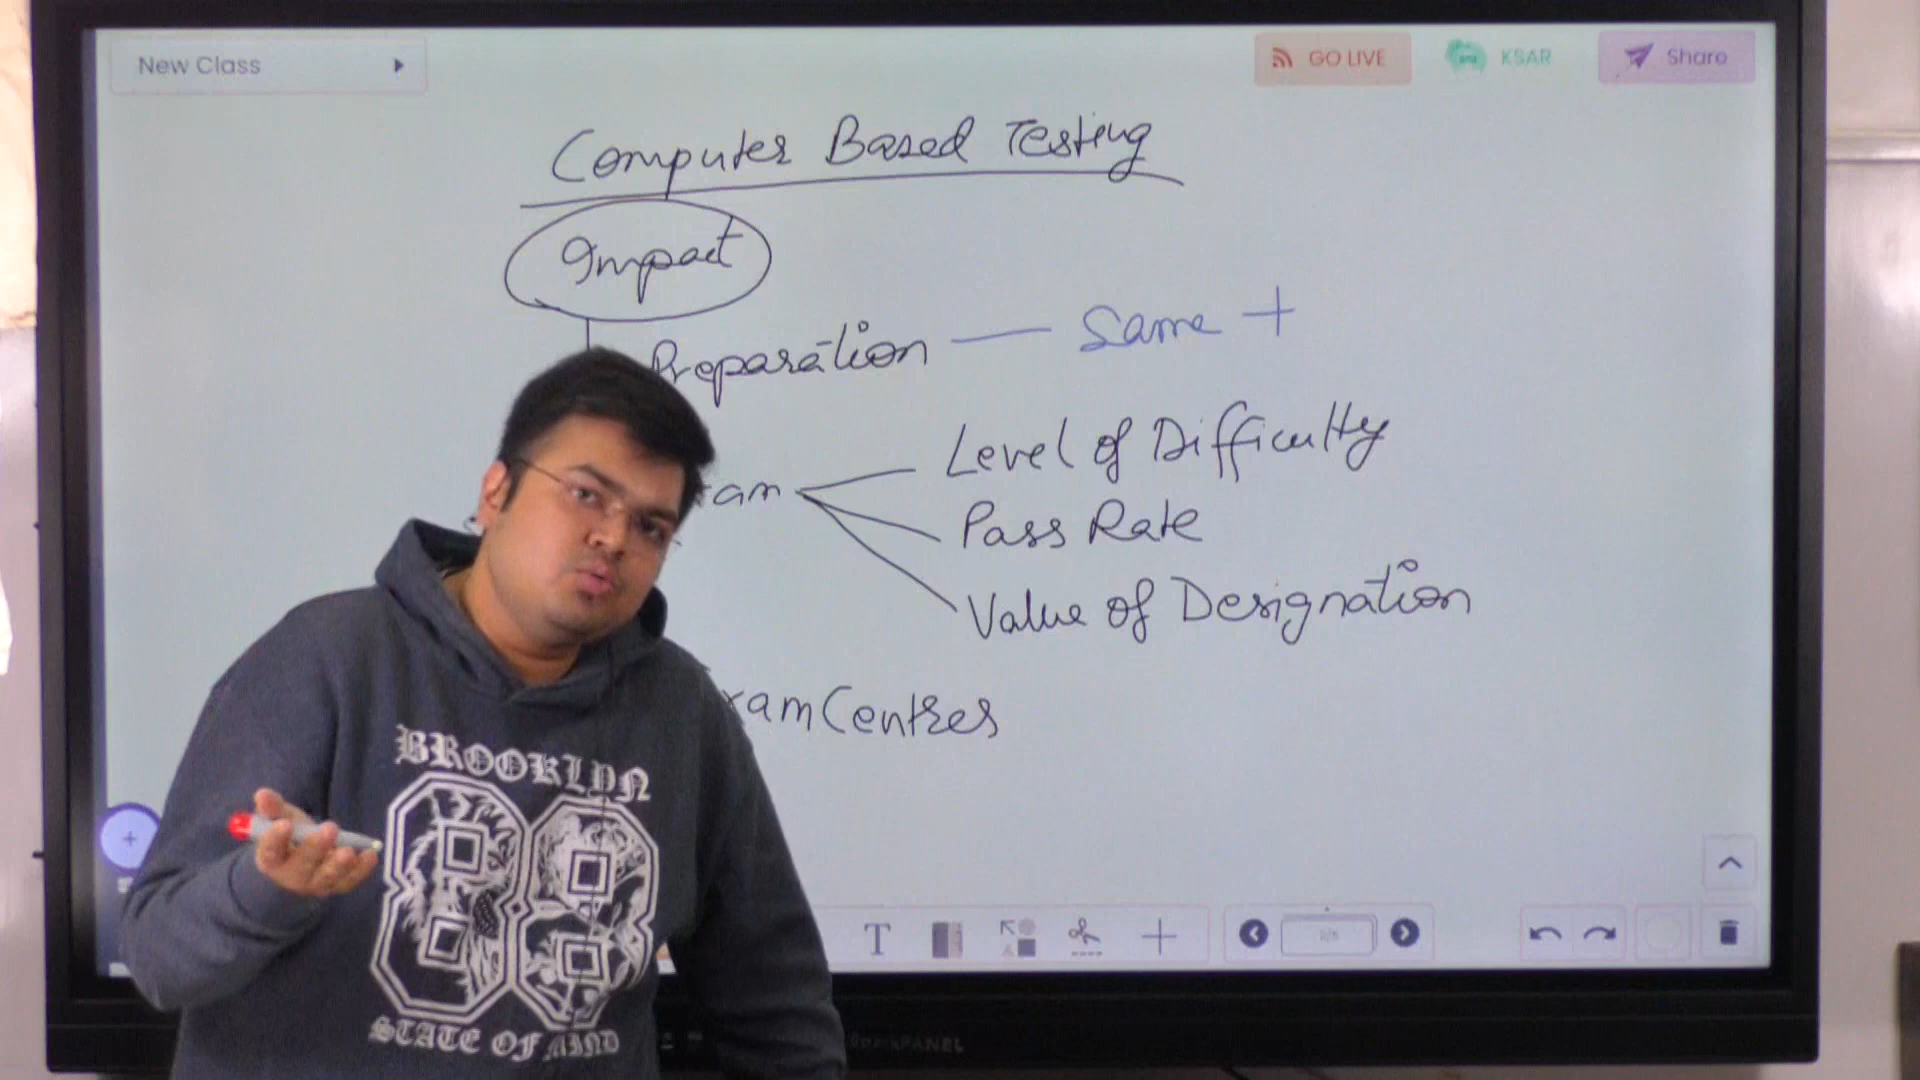 New Class
GO LIVE
KSAR
Share
Computer Based Testing
Impact
Preparation — Same +
Level of Difficulty
am
Pass Rate
Value of Designation
xam Centres
BROOKLYN
88
STATE OF MIND
T